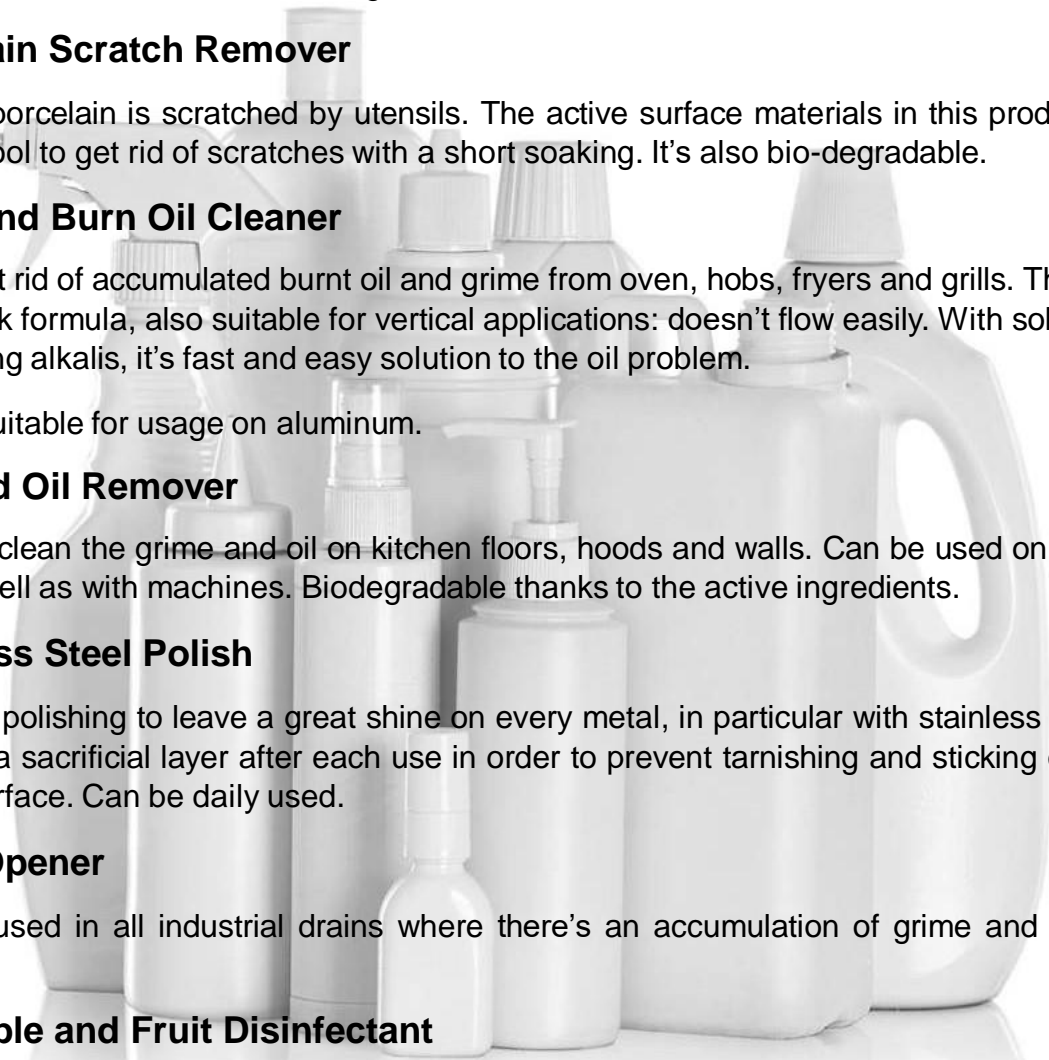 ain Scratch Remover
porcelain is scratched by utensils. The active surface materials in this prod
ool to get rid of scratches with a short soaking. It’s also bio-degradable.
nd Burn Oil Cleaner
t rid of accumulated burnt oil and grime from oven, hobs, fryers and grills. Th
k formula, also suitable for vertical applications: doesn’t flow easily. With sol
ng alkalis, it’s fast and easy solution to the oil problem.
uitable for usage on aluminum.
d Oil Remover
clean the grime and oil on kitchen floors, hoods and walls. Can be used on
ell as with machines. Biodegradable thanks to the active ingredients.
ss Steel Polish
polishing to leave a great shine on every metal, in particular with stainless
a sacrificial layer after each use in order to prevent tarnishing and sticking
rface. Can be daily used.
Opener
used in all industrial drains where there’s an accumulation of grime and
ble and Fruit Disinfectant